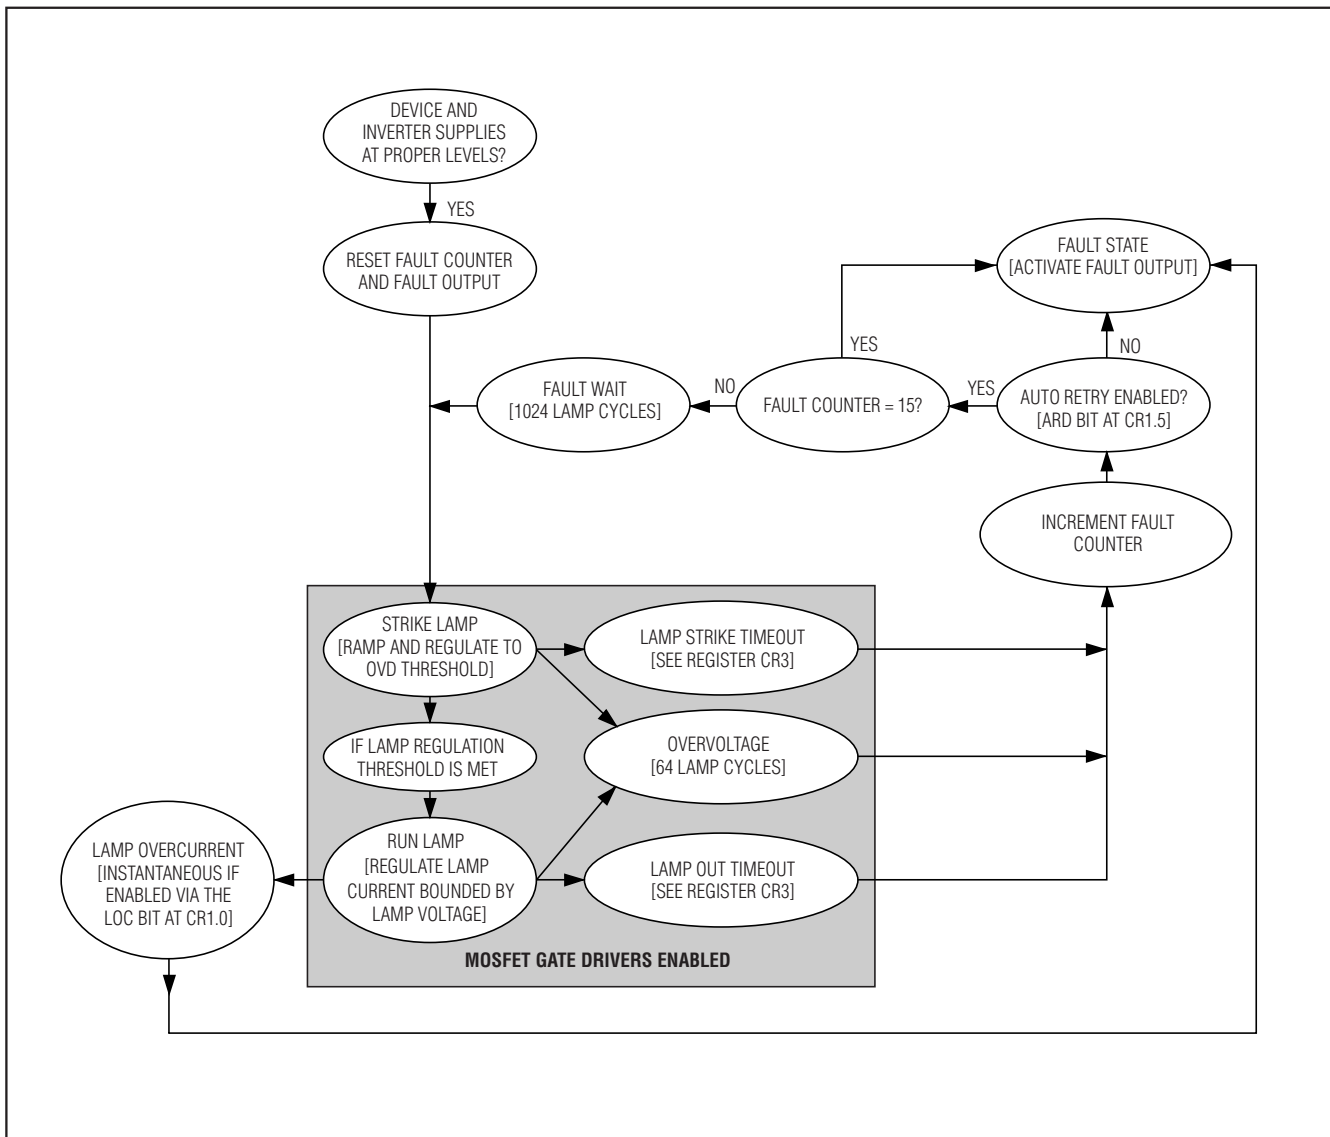 DEVICE AND
INVERTER SUPPLIES
AT PROPER LEVELS?
YES
RESET FAULT COUNTER
AND FAULT OUTPUT
FAULT STATE
[ACTIVATE FAULT OUTPUT]
YES
NO
FAULT WAIT
[1024 LAMP CYCLES]
NO
FAULT COUNTER = 15?
YES
AUTO RETRY ENABLED?
[ARD BIT AT CR1.5]
INCREMENT FAULT
COUNTER
STRIKE LAMP
[RAMP AND REGULATE TO
OVD THRESHOLD]
LAMP STRIKE TIMEOUT
[SEE REGISTER CR3]
IF LAMP REGULATION
THRESHOLD IS MET
OVERVOLTAGE
[64 LAMP CYCLES]
LAMP OVERCURRENT
[INSTANTANEOUS IF
ENABLED VIA THE
LOC BIT AT CR1.0]
RUN LAMP
[REGULATE LAMP
CURRENT BOUNDED BY
LAMP VOLTAGE]
LAMP OUT TIMEOUT
[SEE REGISTER CR3]
MOSFET GATE DRIVERS ENABLED